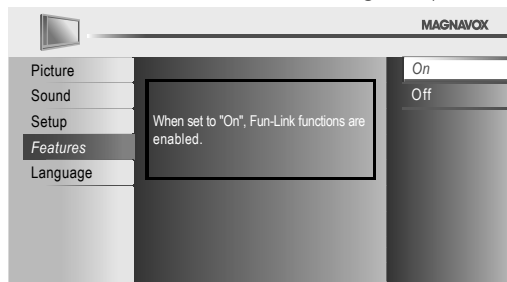 MAGNAVOX
Picture
Sound
Setup
Features
Language
When set to "On", Fun-Link functions are
enabled.
On
Off